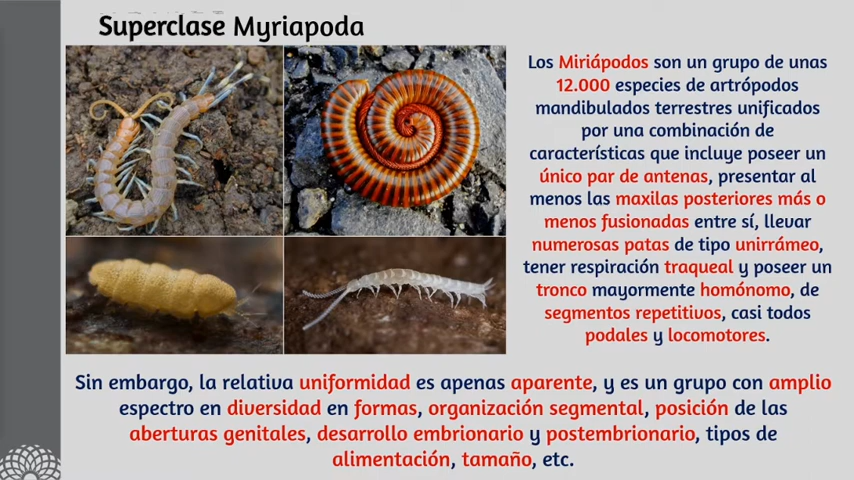 Superclase Myriapoda
Los Miriápodos son un grupo de unas
12.000 especies de artrópodos
mandibulados terrestres unificados
por una combinación de
características que incluye poseer un
único par de antenas, presentar al
menos las maxilas posteriores más o
menos fusionadas entre sí, llevar
numerosas patas de tipo unirrámeo,
tener respiración traqueal y poseer un
tronco mayormente homónomo, de
segmentos repetitivos, casi todos
podales y locomotores.
Sin embargo, la relativa uniformidad es apenas aparente, y es un grupo con amplio
espectro en diversidad en formas, organización segmental, posición de las
aberturas genitales, desarrollo embrionario y postembrionario, tipos de
alimentación, tamaño, etc.